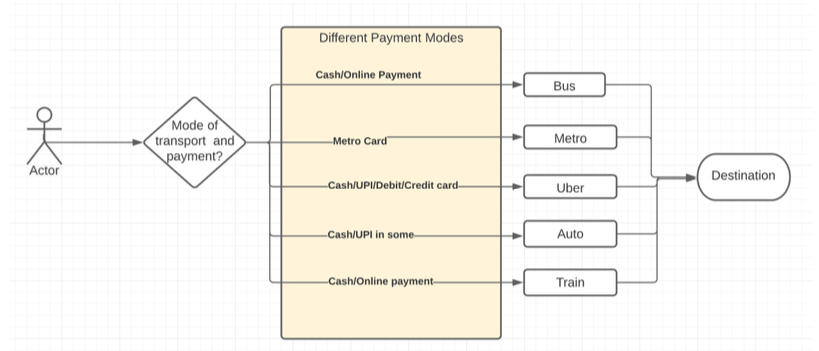 Different Payment Modes
Cash/Online Payment
Bus
Mode of
transport and
payment?
Metro Card
Metro
Actor
Destination
Cash/UPI/Debit/Credit card
Uber
Cash/UPI in some
Auto
Cash/Online payment
Train